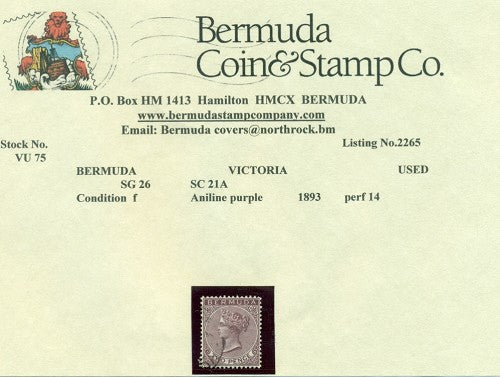 Bermuda
Coin&Stamp Co.
P.O. Box HM 1413 Hamilton HMCX BERMUDA
www.bermudastampcompany.com
Email: Bermuda covers@northrock.bm
Stock No. Listing No.2265
VU 75
BERMUDA VICTORIA USED
SG 26 SC 21A
Condition f Aniline purple 1893 perf 14
BERMUDA
PENCE